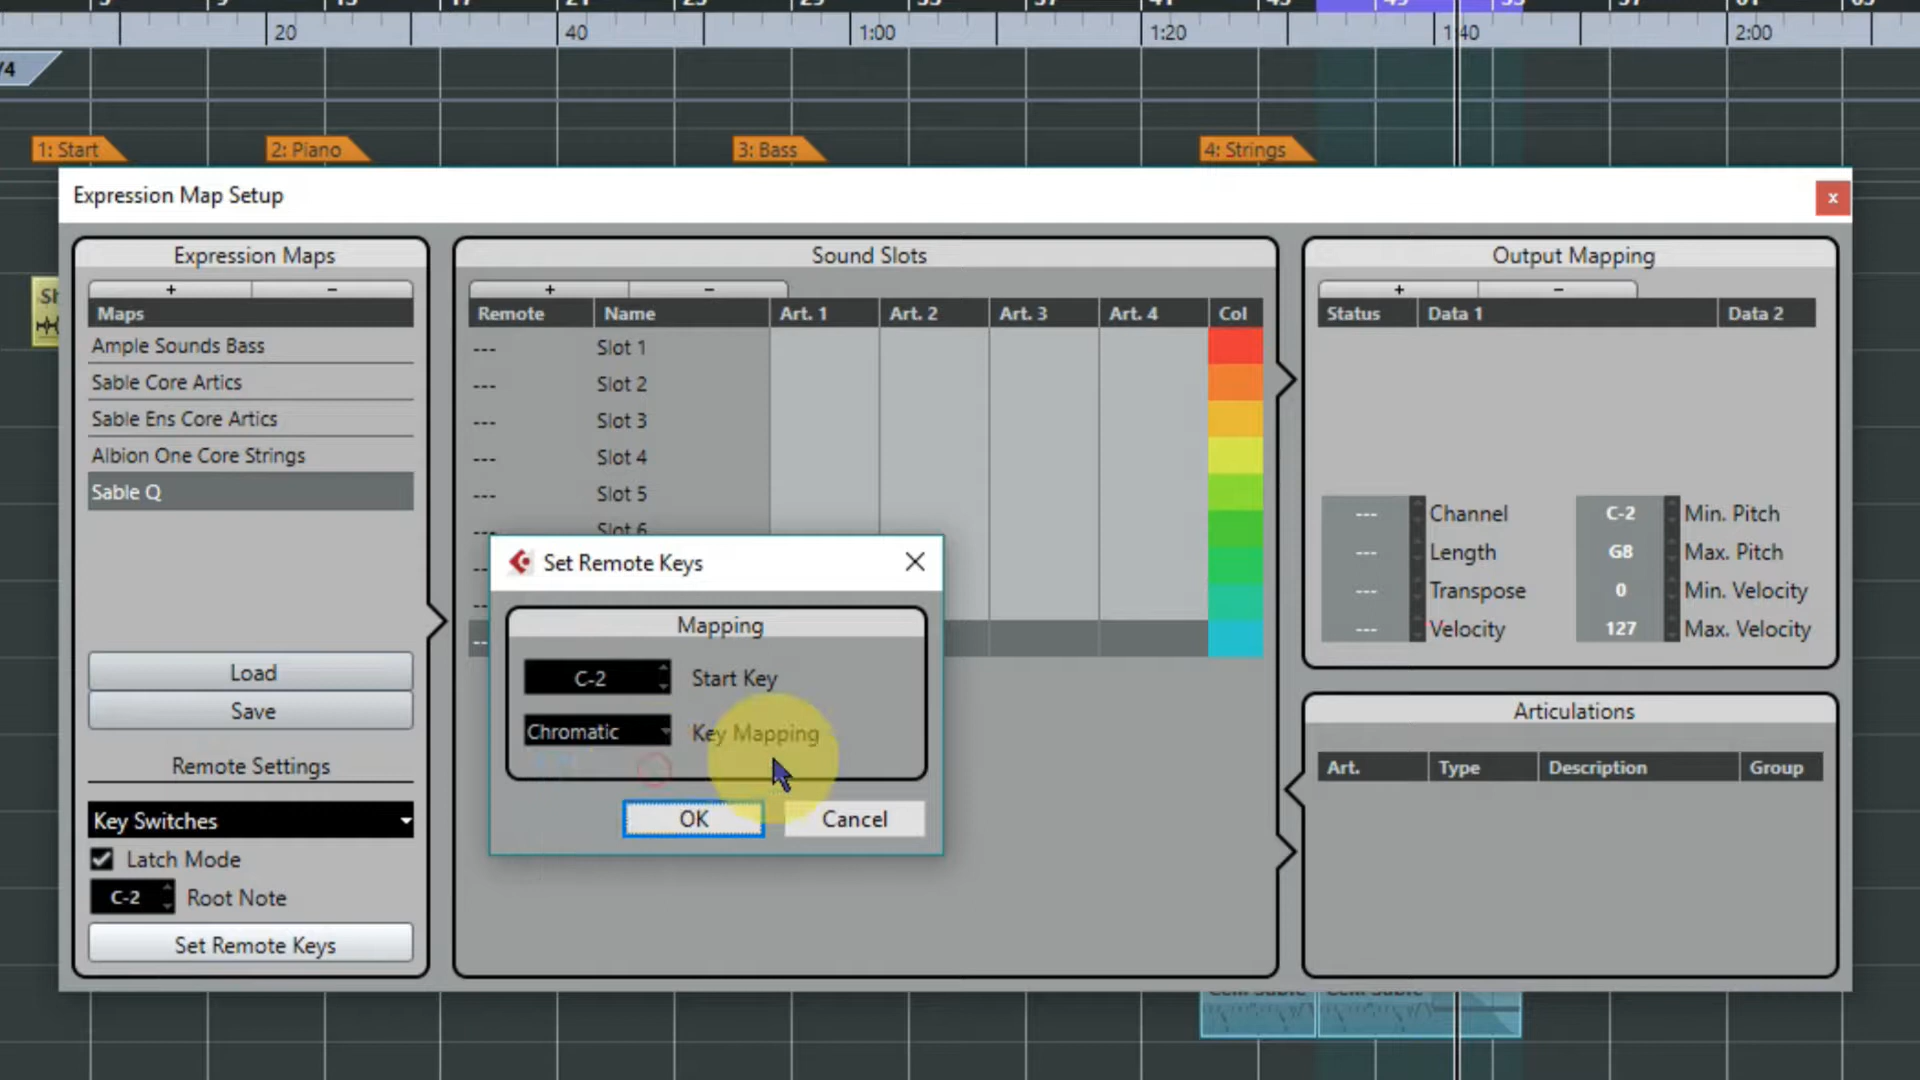 20 40 1:00 1:20 1:40 2:00
/4
1: Start 2: Piano 3: Bass 4: Strings
Expression Map Setup x
Expression Maps
+ −
Maps
Ample Sounds Bass
Sable Core Artics
Sable Ens Core Artics
Albion One Core Strings
Sable Q
Load
Save
Remote Settings
Key Switches
Latch Mode
C-2 Root Note
Set Remote Keys
Sound Slots
+ −
Remote Name Art. 1 Art. 2 Art. 3 Art. 4 Col
--- Slot 1
--- Slot 2
--- Slot 3
--- Slot 4
--- Slot 5
Slot 6
Set Remote Keys
Mapping
C-2 Start Key
Chromatic Key Mapping
OK Cancel
Output Mapping
+ −
Status Data 1 Data 2
--- Channel C-2 Min. Pitch
--- Length G8 Max. Pitch
--- Transpose 0 Min. Velocity
--- Velocity 127 Max. Velocity
Articulations
Art. Type Description Group